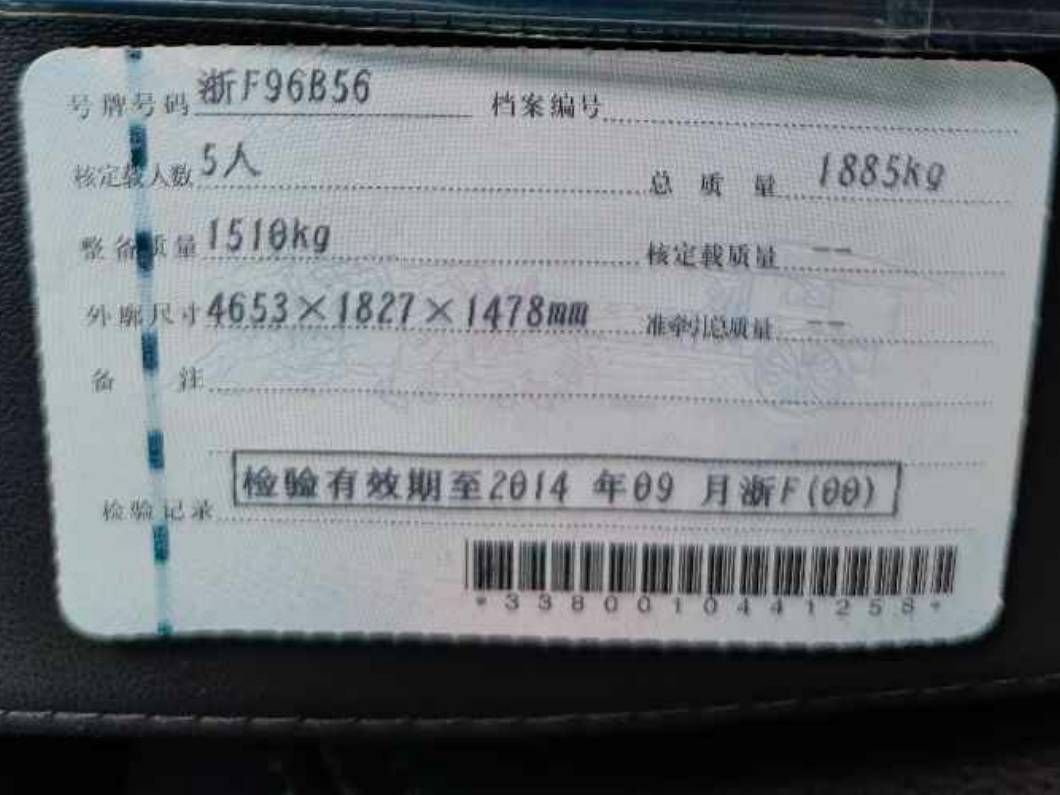 号牌号码 浙F96B56 档案编号
核定载人数 5人 总质量 1885kg
整备质量 1510kg 核定载质量 --
外廓尺寸 4653×1827×1478mm 准牵引总质量 --
备注
检验记录 检验有效期至2014 年09 月浙F(00)
*3380010441258*